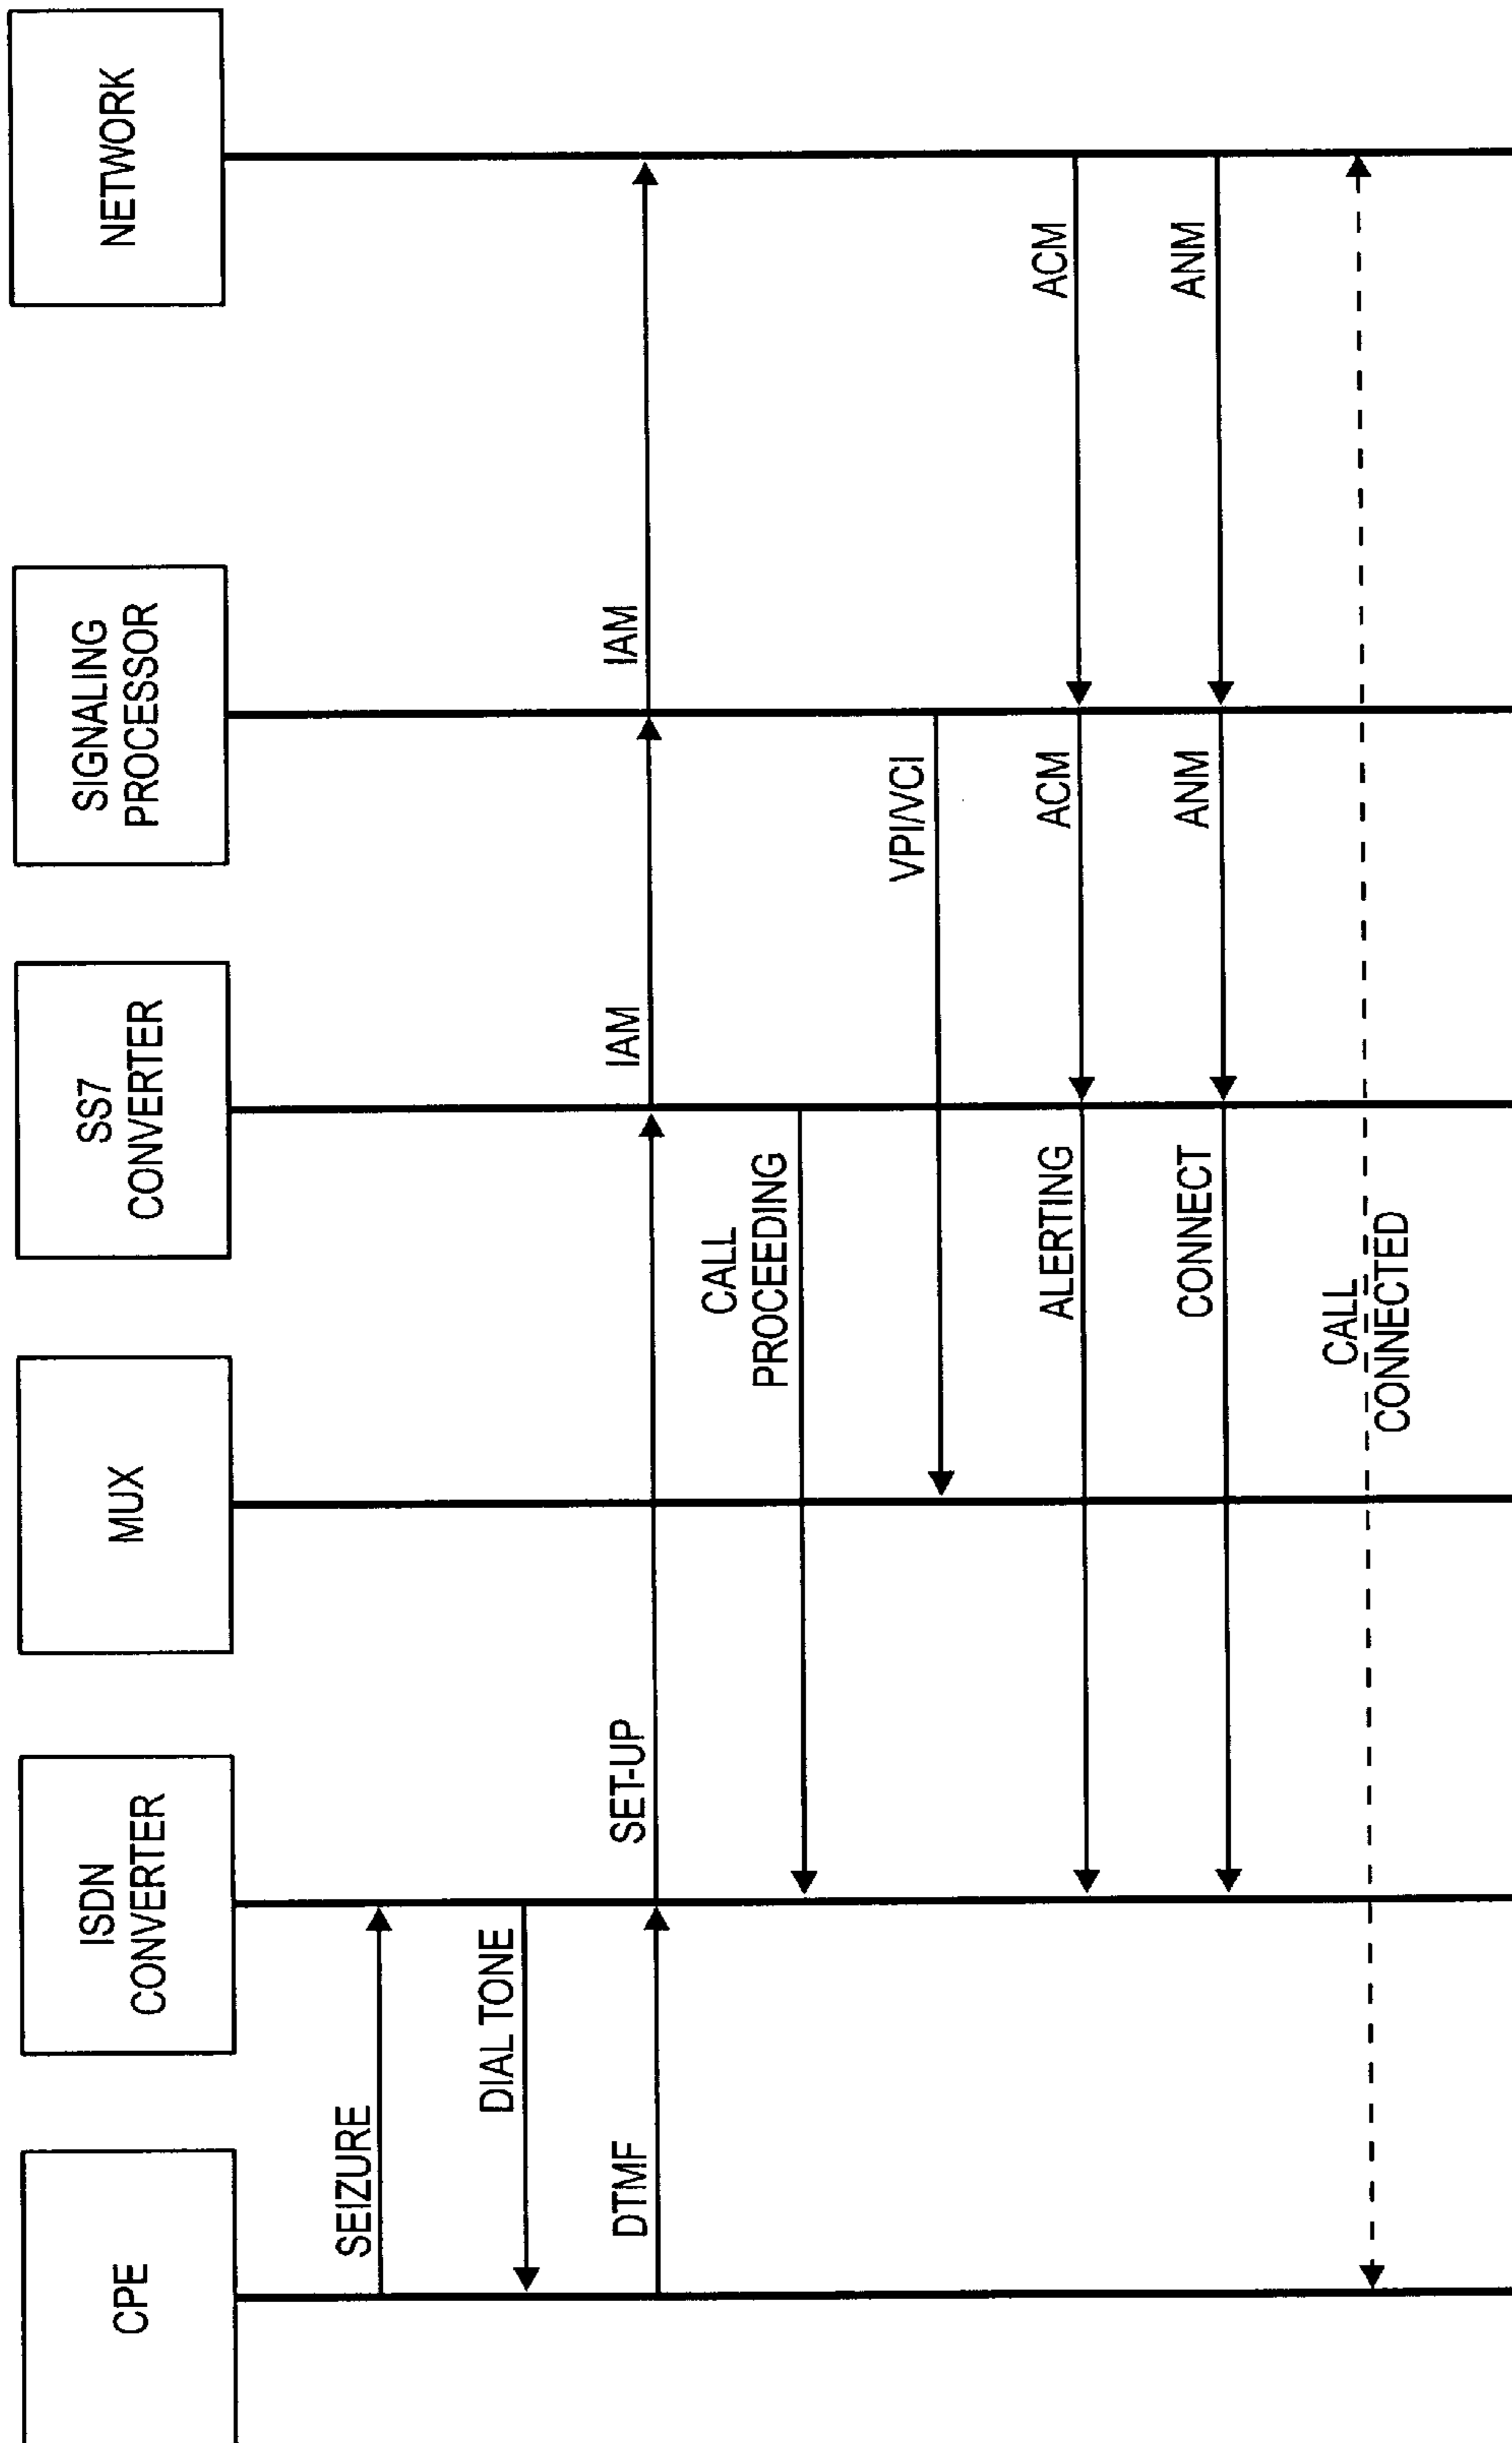 CPE
ISDN
CONVERTER
MUX
SS7
CONVERTER
SIGNALING
PROCESSOR
NETWORK
SEIZURE
DIAL TONE
DTMF
SET-UP
IAM
IAM
CALL
PROCEEDING
VPI/VCI
ALERTING
ACM
ACM
CONNECT
ANM
ANM
CALL
CONNECTED